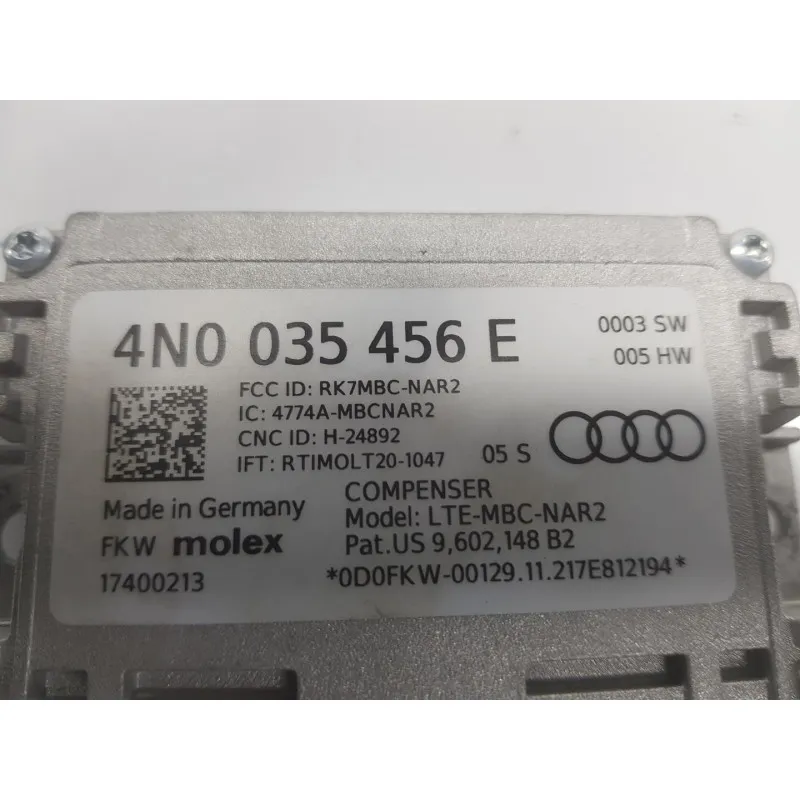 4N0 035 456 E
0003 SW
005 HW
FCC ID: RK7MBC-NAR2
IC: 4774A-MBCNAR2
CNC ID: H-24892
IFT: RTIMOLT20-1047 05 S
Made in Germany
FKW molex
17400213
COMPENSER
Model: LTE-MBC-NAR2
Pat.US 9,602,148 B2
*0D0FKW-00129.11.217E812194*